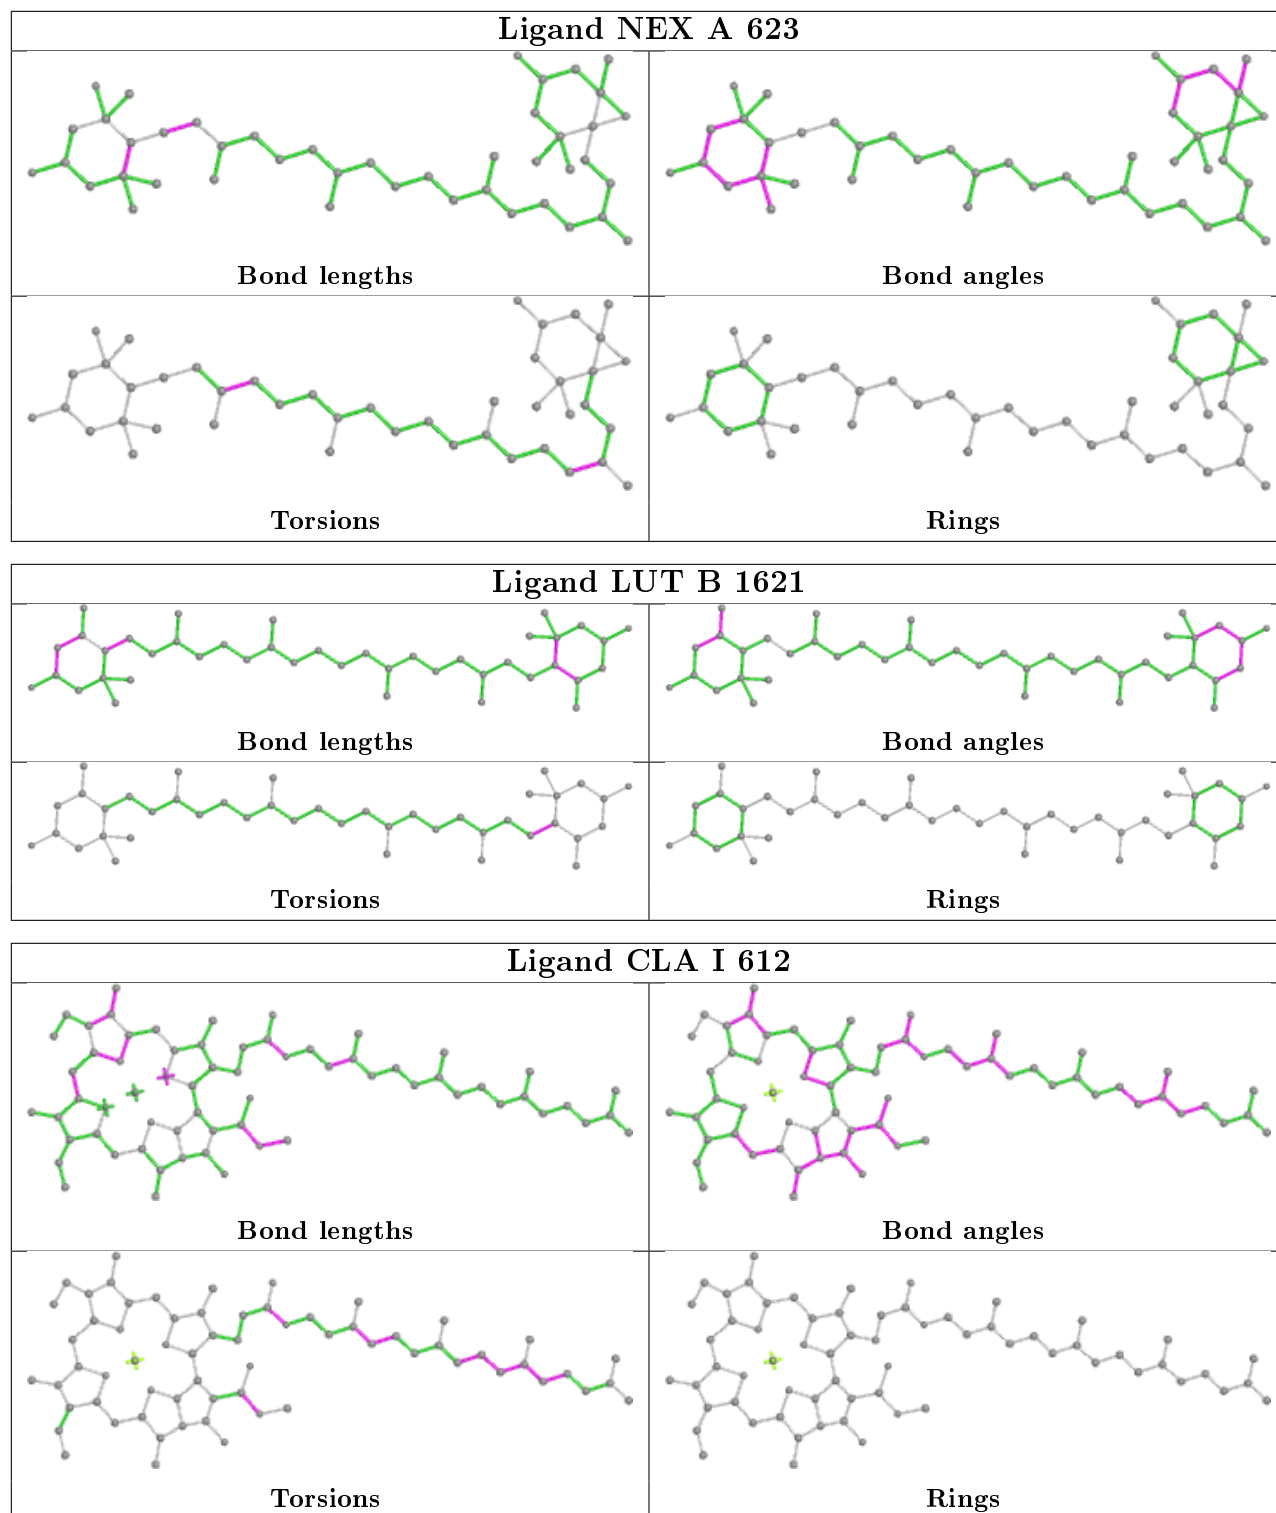 Ligand NEX A 623
Bond lengths
Bond angles
Torsions
Rings
Ligand LUT B 1621
Bond lengths
Bond angles
Torsions
Rings
Ligand CLA I 612
Bond lengths
Bond angles
Torsions
Rings